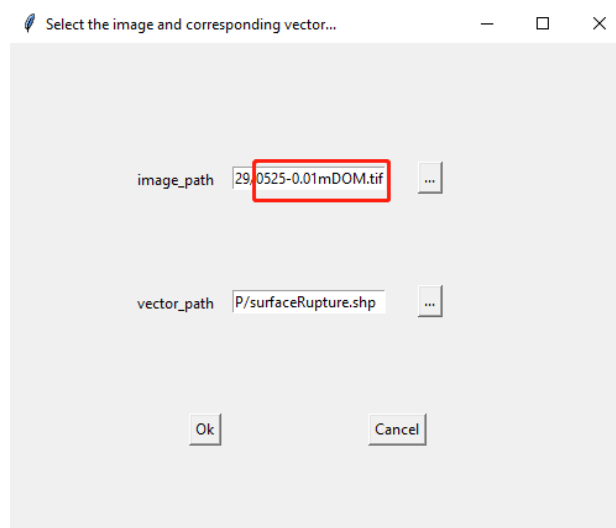 Select the image and corresponding vector...
image_path 29/0525-0.01mDOM.tif ...
vector_path P/surfaceRupture.shp ...
Ok Cancel